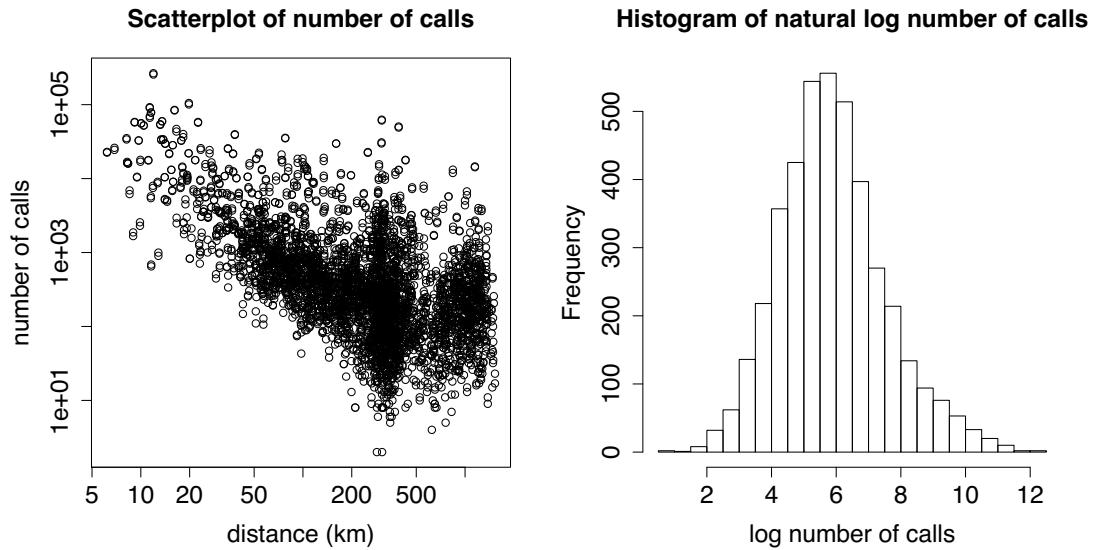 Scatterplot of number of calls
number of calls
1e+05
1e+03
1e+01
5 10 20 50 200 500
distance (km)
Histogram of natural log number of calls
Frequency
500
400
300
200
100
0
2 4 6 8 10 12
log number of calls